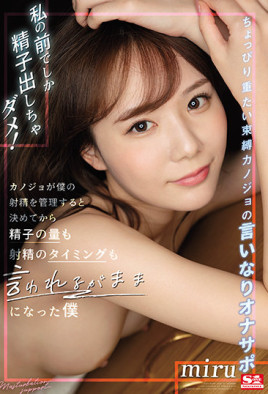 ちょっぴり重たい束縛カノジョの言いなりオナサポ
私の前でしか
精子出しちゃ
ダメ！
カノジョが僕の
射精を管理すると
決めてから
精子の量も
射精のタイミングも
言われるがまま
になった僕
miru
Masturbation support